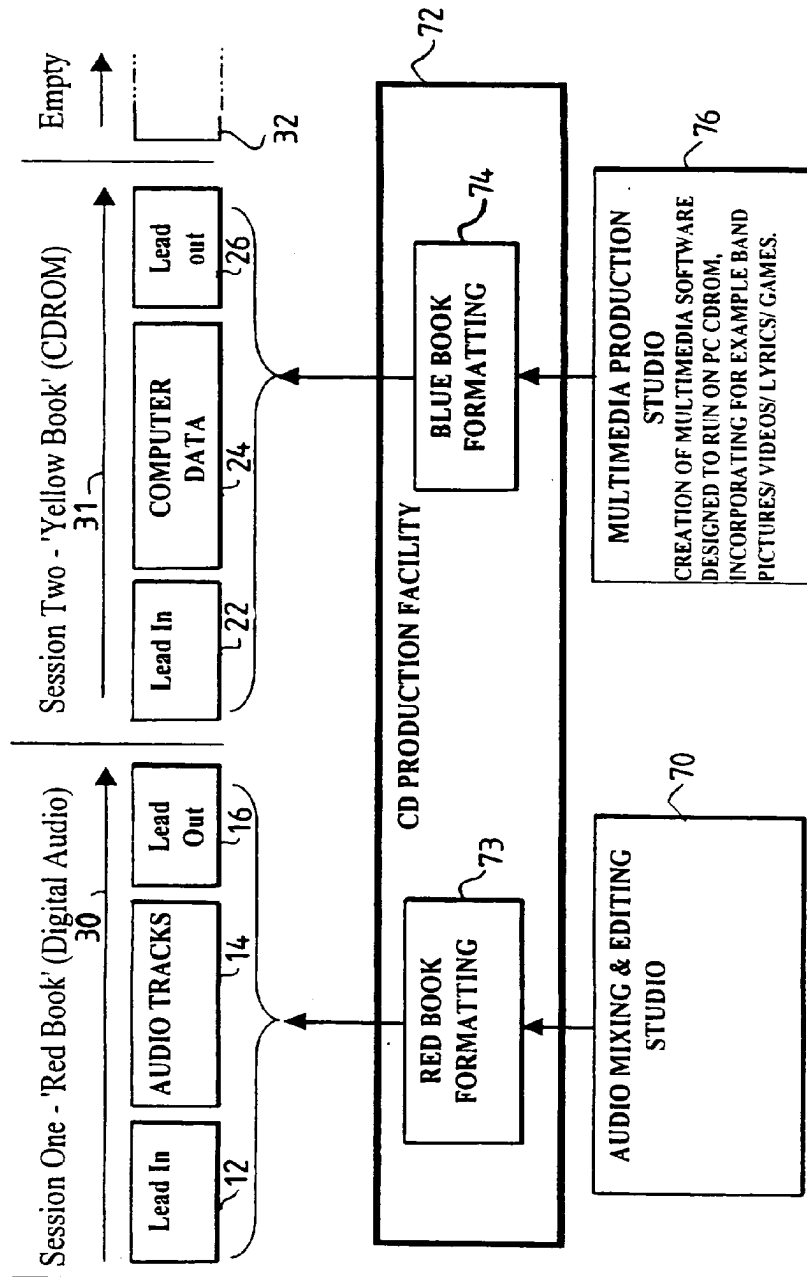 Session One - 'Red Book' (Digital Audio)
30
Lead In
12
AUDIO TRACKS
14
Lead
Out
16
Session Two - 'Yellow Book' (CDROM)
31
Lead In
22
COMPUTER
DATA
24
Lead
out
26
Empty
32
CD PRODUCTION FACILITY
72
RED BOOK
FORMATTING
73
BLUE BOOK
FORMATTING
74
AUDIO MIXING & EDITING
STUDIO
70
MULTIMEDIA PRODUCTION
STUDIO
CREATION OF MULTIMEDIA SOFTWARE
DESIGNED TO RUN ON PC CDROM,
INCORPORATING FOR EXAMPLE BAND
PICTURES/ VIDEOS/ LYRICS/ GAMES.
76